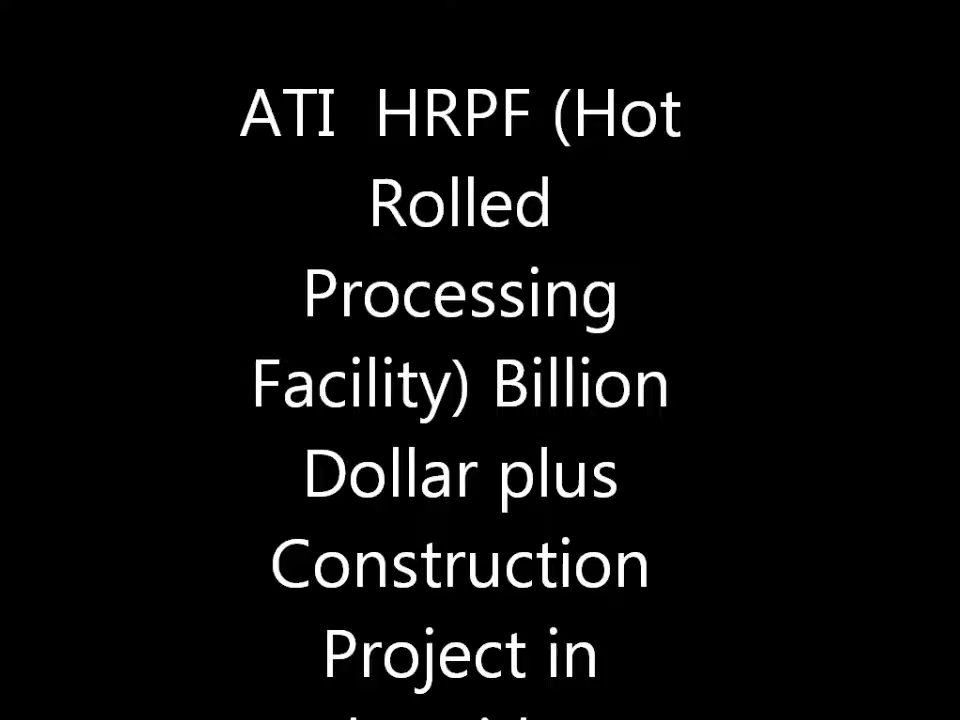 ATI  HRPF (Hot
Rolled
Processing
Facility) Billion
Dollar plus
Construction
Project in